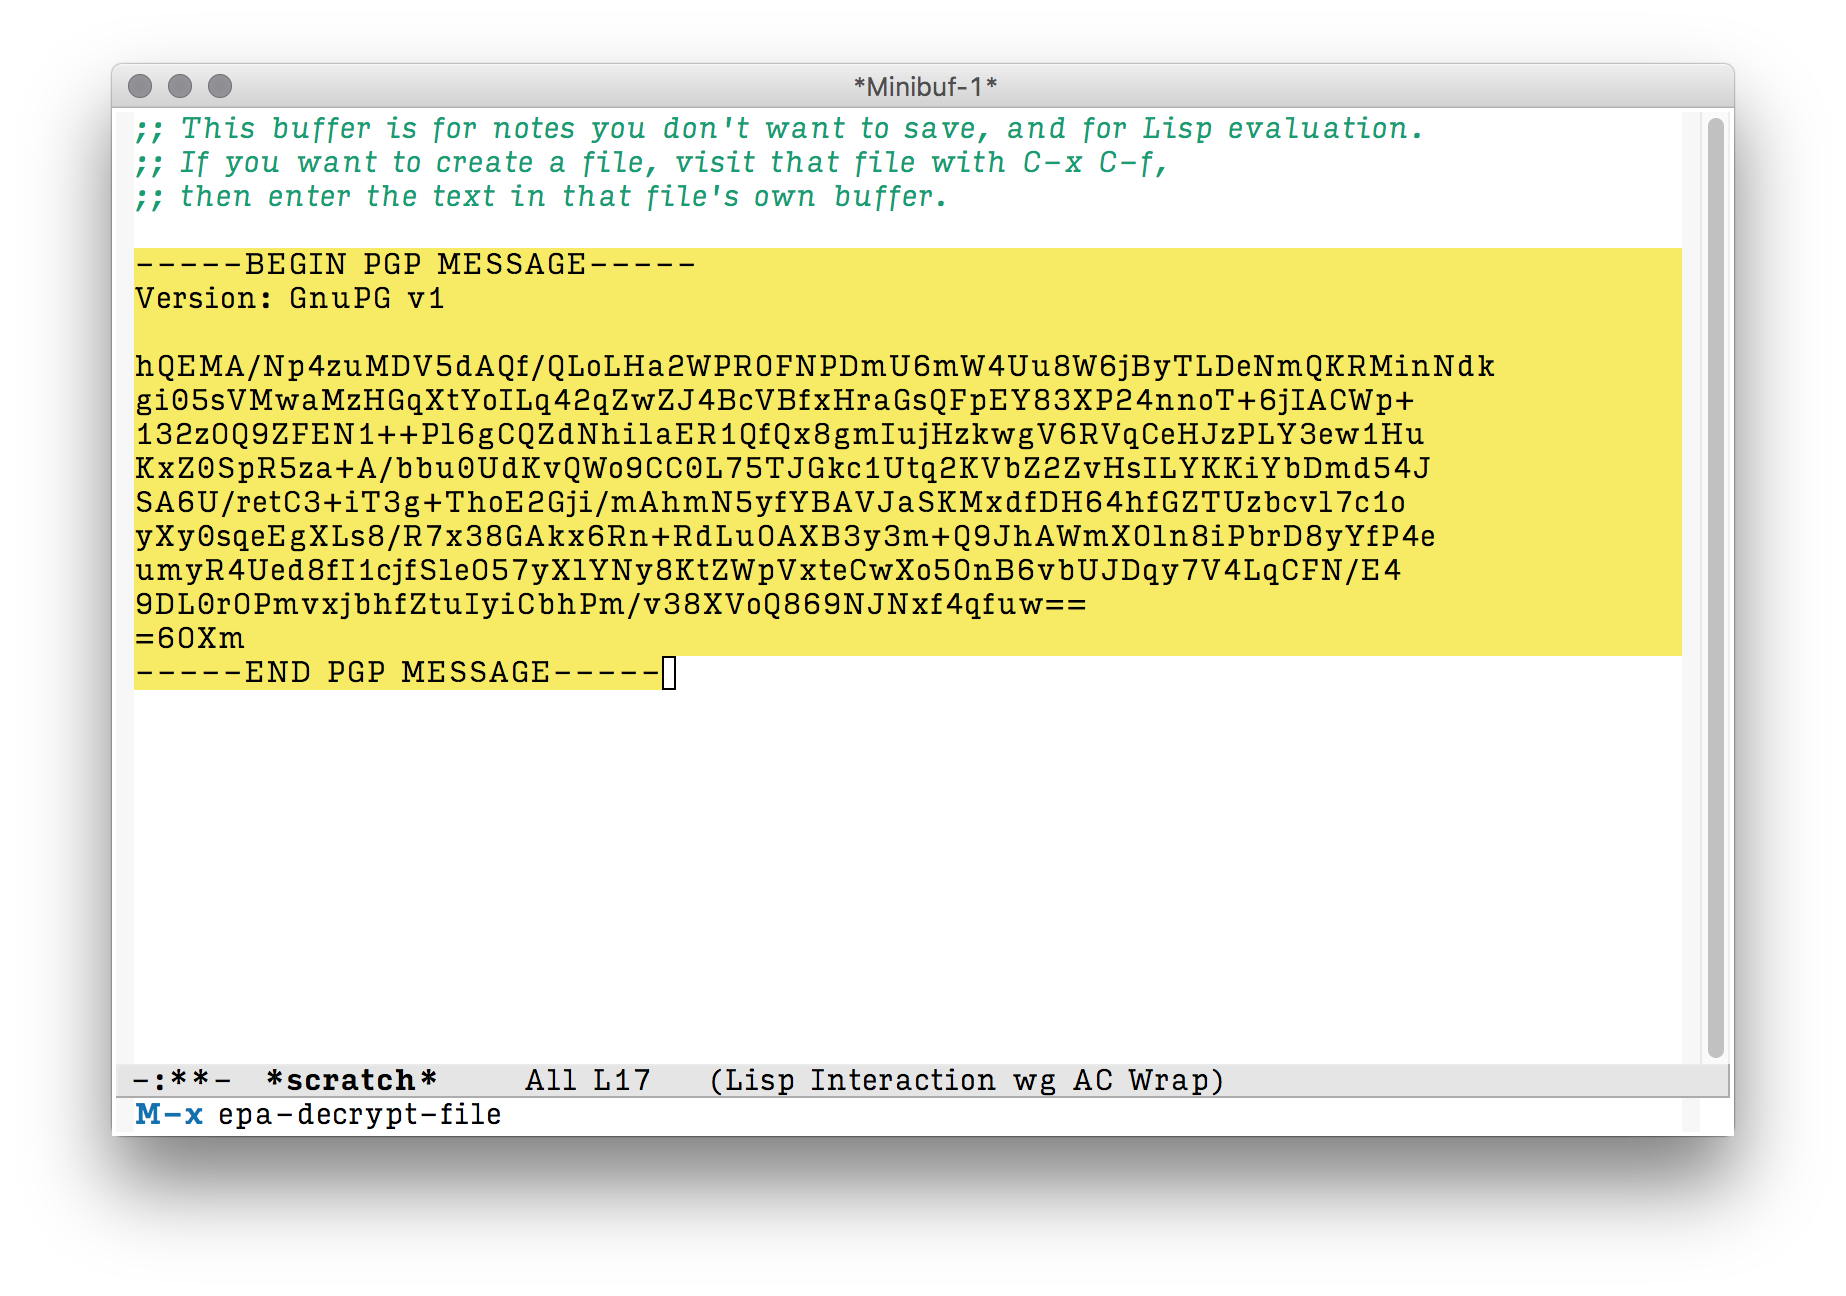 *Minibuf-1*
;; This buffer is for notes you don't want to save, and for Lisp evaluation.
;; If you want to create a file, visit that file with C-x C-f,
;; then enter the text in that file's own buffer.
-----BEGIN PGP MESSAGE-----
Version: GnuPG v1
hQEMA/Np4zuMDV5dAQf/QLoLHa2WPROFNPDmU6mW4Uu8W6jByTLDeNmQKRMinNdk
gi05sVMwaMzHGqXtYoILq42qZwZJ4BcVBfxHraGsQFpEY83XP24nnoT+6jIACWp+
132zOQ9ZFEN1++Pl6gCQZdNhilaER1QfQx8gmIujHzkwgV6RVqCeHJzPLY3ew1Hu
KxZ0SpR5za+A/bbu0UdKvQWo9CC0L75TJGkc1Utq2KVbZ2ZvHsILYKKiYbDmd54J
SA6U/retC3+iT3g+ThoE2Gji/mAhmN5yfYBAVJaSKMxdfDH64hfGZTUzbcvl7c1o
yXy0sqeEgXLs8/R7x38GAkx6Rn+RdLuOAXB3y3m+Q9JhAWmXOln8iPbrD8yYfP4e
umyR4Ued8fI1cjfSleO57yXlYNy8KtZWpVxteCwXo5OnB6vbUJDqy7V4LqCFN/E4
9DL0rOPmvxjbhfZtuIyiCbhPm/v38XVoQ869NJNxf4qfuw==
=6OXm
-----END PGP MESSAGE-----
-:**-  *scratch*      All L17    (Lisp Interaction wg AC Wrap)
M-x epa-decrypt-file